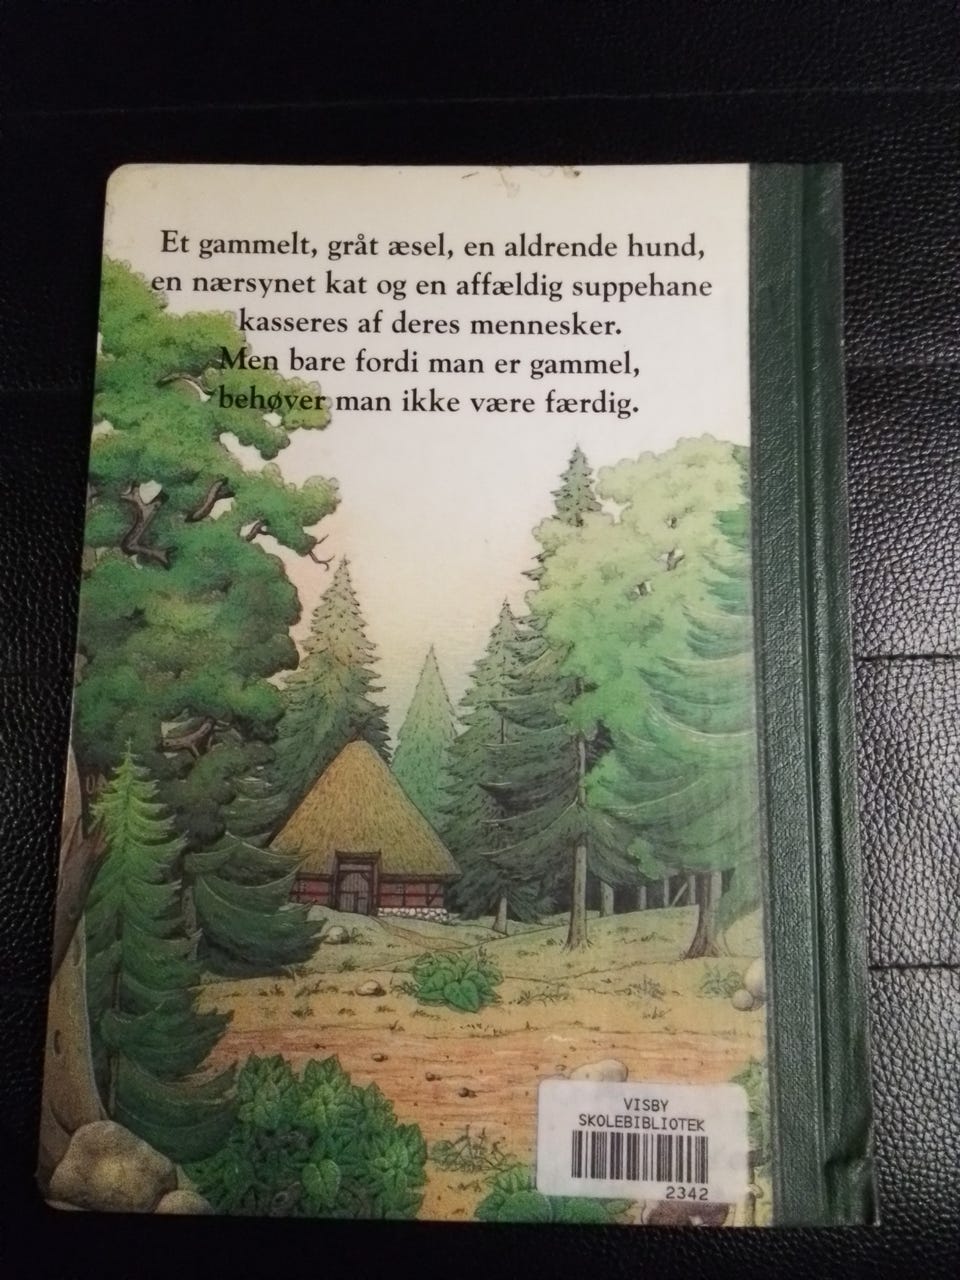 Et gammelt, gråt æsel, en aldrende hund,
en nærsynet kat og en affældig suppehane
kasseres af deres mennesker.
Men bare fordi man er gammel,
behøver man ikke være færdig.
VISBY
SKOLEBIBLIOTEK
2342